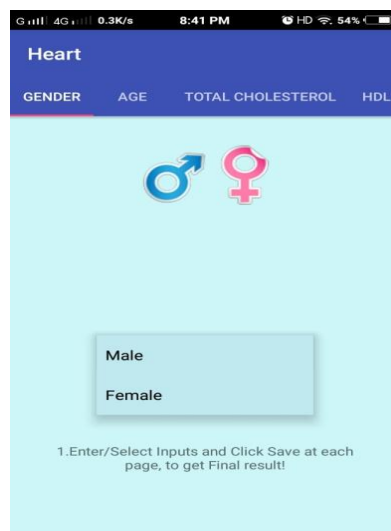 G 4G 0.3K/s 8:41 PM HD 54%
Heart
GENDER AGE TOTAL CHOLESTEROL HDL
Male
Female
1.Enter/Select Inputs and Click Save at each
page, to get Final result!